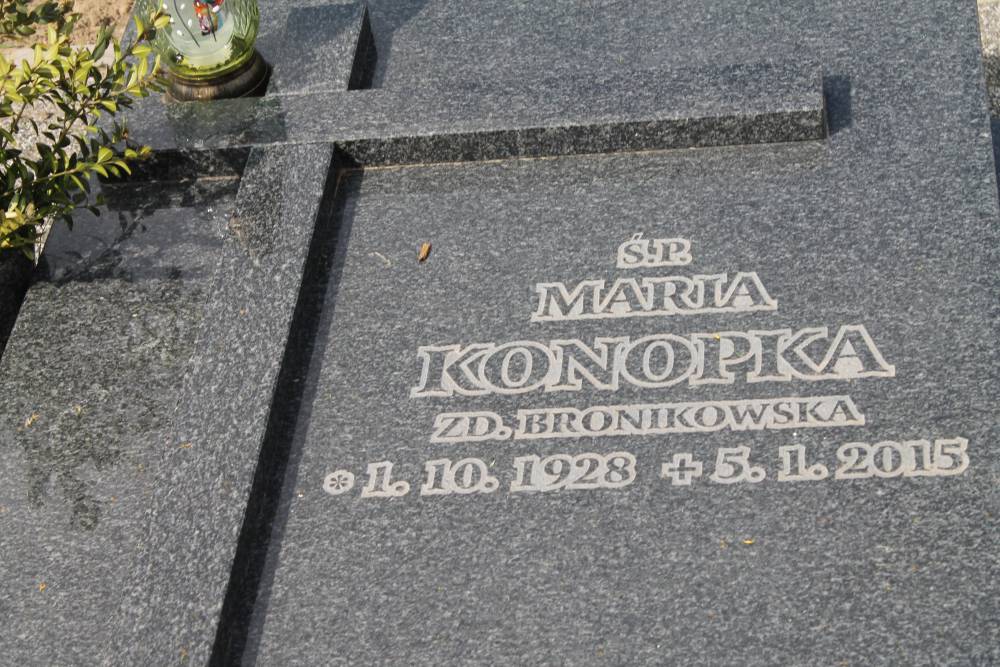 Ś.P.
MARIA
KONOPKA
ZD. BRONIKOWSKA
* 1. 10. 1928 + 5. 1. 2015